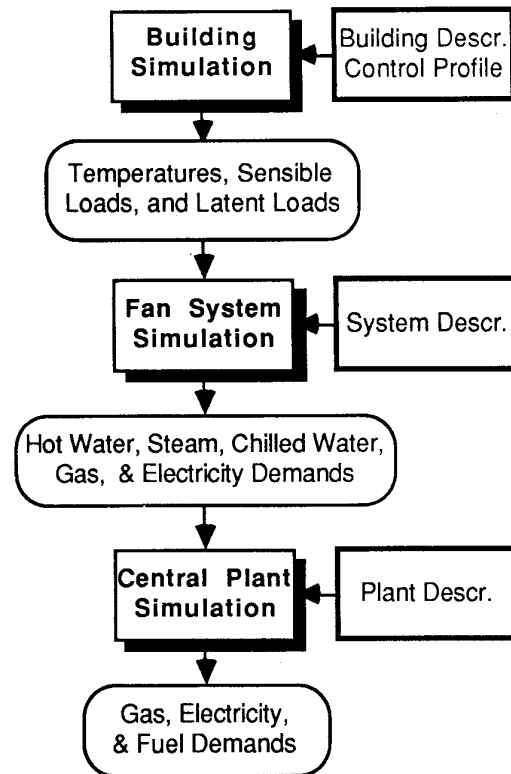 Building
Simulation
Building Descr.
Control Profile
Temperatures, Sensible
Loads, and Latent Loads
Fan System
Simulation
System Descr.
Hot Water, Steam, Chilled Water,
Gas, & Electricity Demands
Central Plant
Simulation
Plant Descr.
Gas, Electricity,
& Fuel Demands